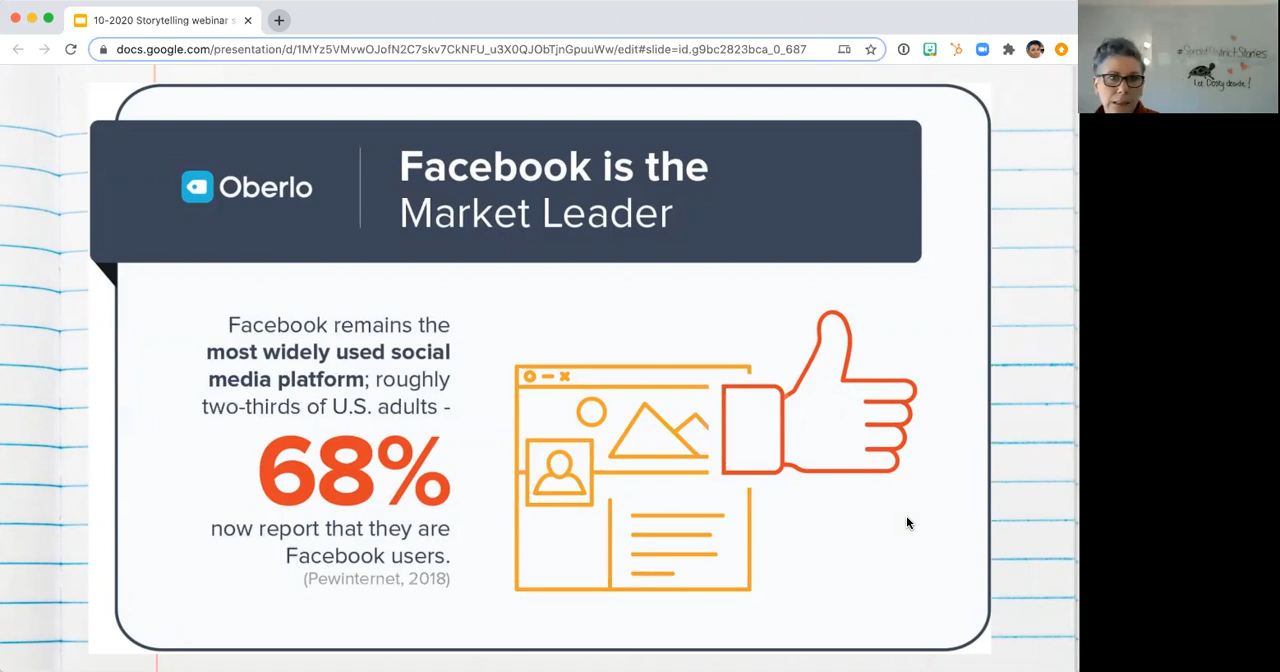 10-2020 Storytelling webinar s
docs.google.com/presentation/d/1MYz5VMvwOJofN2C7skv7CkNFU_u3X0QJObTjnGpuuWw/edit#slide=id.g9bc2823bca_0_687
Oberlo
Facebook is the
Market Leader
Facebook remains the
most widely used social
media platform; roughly
two-thirds of U.S. adults -
68%
now report that they are
Facebook users.
(Pewinternet, 2018)